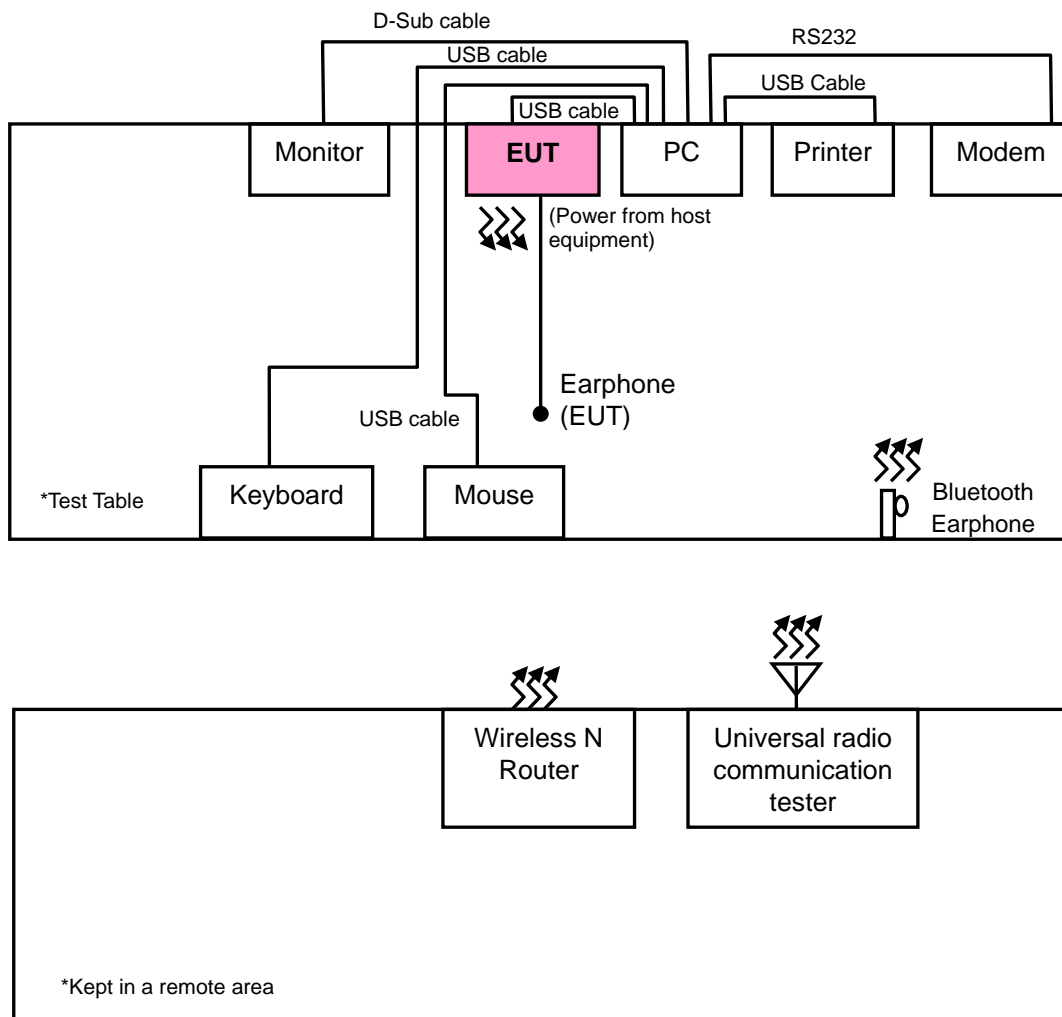 D-Sub cable
RS232
USB cable
USB Cable
USB cable
Monitor
EUT
PC
Printer
Modem
(Power from host
equipment)
Earphone
(EUT)
USB cable
*Test Table
Keyboard
Mouse
Bluetooth
Earphone
Wireless N
Router
Universal radio
communication
tester
*Kept in a remote area